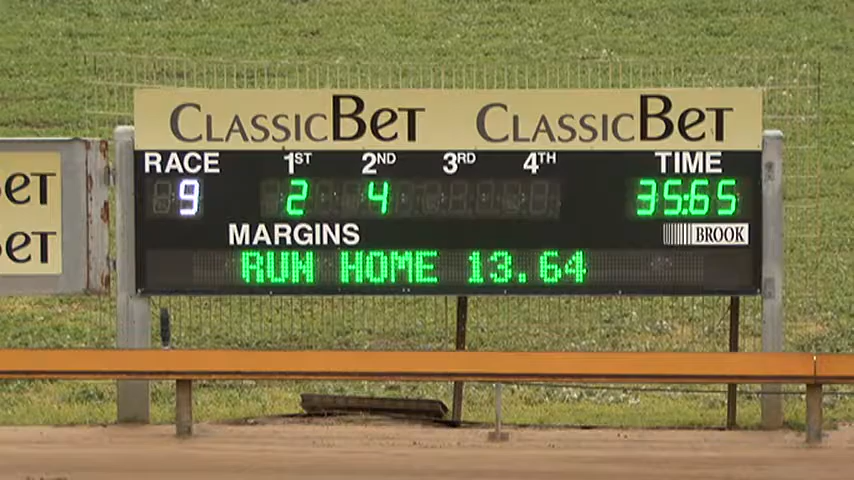 CLASSICBET CLASSICBET
RACE 1ST 2ND 3RD 4TH TIME
9 2 4 35:65
MARGINS BROOK
RUN HOME 13.64
Bet
Bet